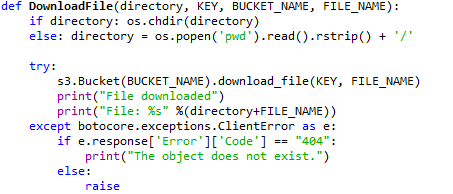 def DownloadFile(directory, KEY, BUCKET_NAME, FILE_NAME):
    if directory: os.chdir(directory)
    else: directory = os.popen('pwd').read().rstrip() + '/'

    try:
        s3.Bucket(BUCKET_NAME).download_file(KEY, FILE_NAME)
        print("File downloaded")
        print("File: %s" %(directory+FILE_NAME))
    except botocore.exceptions.ClientError as e:
        if e.response['Error']['Code'] == "404":
            print("The object does not exist.")
        else:
            raise